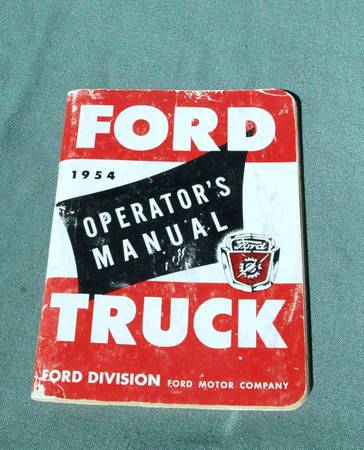 FORD
1954
OPERATOR'S
MANUAL
Ford
TRUCK
FORD DIVISION FORD MOTOR COMPANY